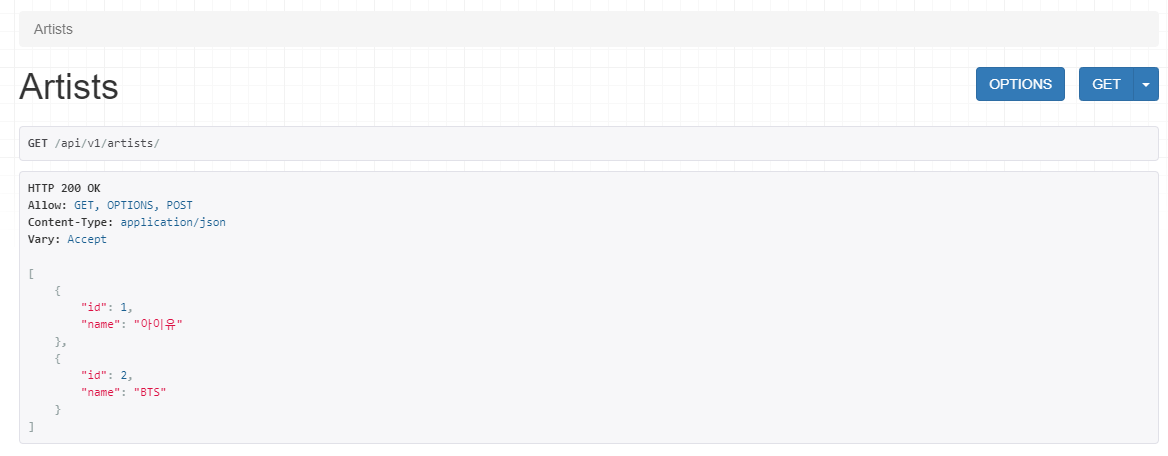 Artists
Artists
OPTIONS GET
GET /api/v1/artists/
HTTP 200 OK
Allow: GET, OPTIONS, POST
Content-Type: application/json
Vary: Accept
[
    {
        "id": 1,
        "name": "아이유"
    },
    {
        "id": 2,
        "name": "BTS"
    }
]